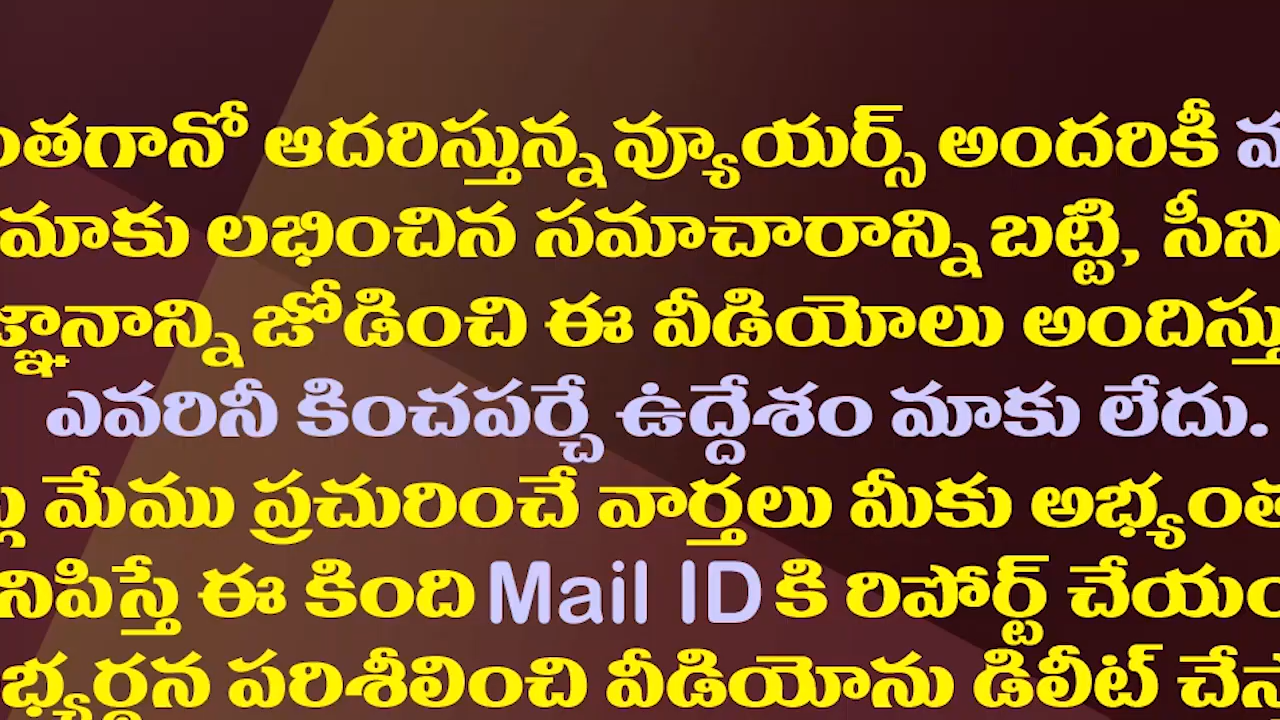 ంతగానో ఆదరిస్తున్న వ్యూయర్స్ అందరికీ
మాకు లభించిన సమాచారాన్ని బట్టి, సీని
జ్ఞానాన్ని జోడించి ఈ వీడియోలు అందిస్తు
ఎవరినీ కించపర్చే ఉద్దేశం మాకు లేదు.
మేము ప్రచురించే వార్తలు మీకు అభ్యంత
నిపిస్తే ఈ కింది Mail ID కి రిపోర్ట్ చేయం
భ్యర్థన పరిశీలించి వీడియోను డిలీట్ చేస